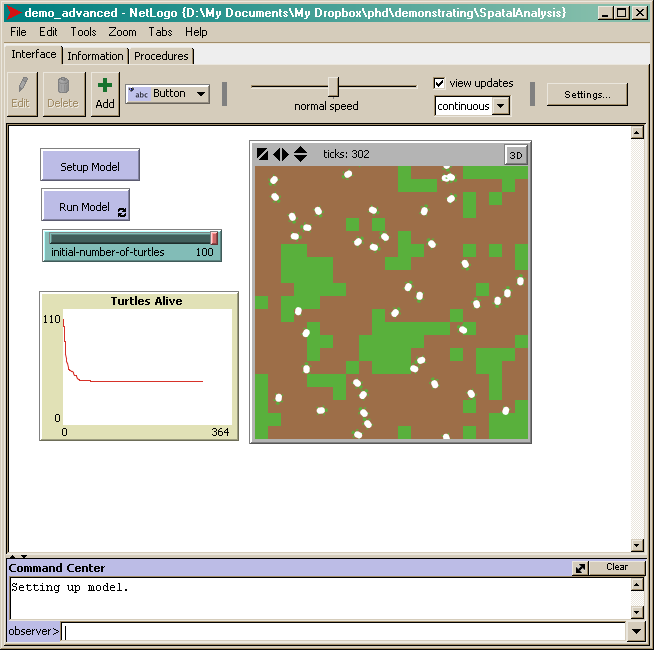 demo_advanced - NetLogo {D:\My Documents\My Dropbox\phd\demonstrating\SpatalAnalysis}
File Edit Tools Zoom Tabs Help
Interface Information Procedures
Edit Delete Add abc Button normal speed view updates continuous Settings...
Setup Model
ticks: 302 3D
Run Model
initial-number-of-turtles 100
Turtles Alive
110
0
0 364
Command Center Clear
Setting up model.
observer>